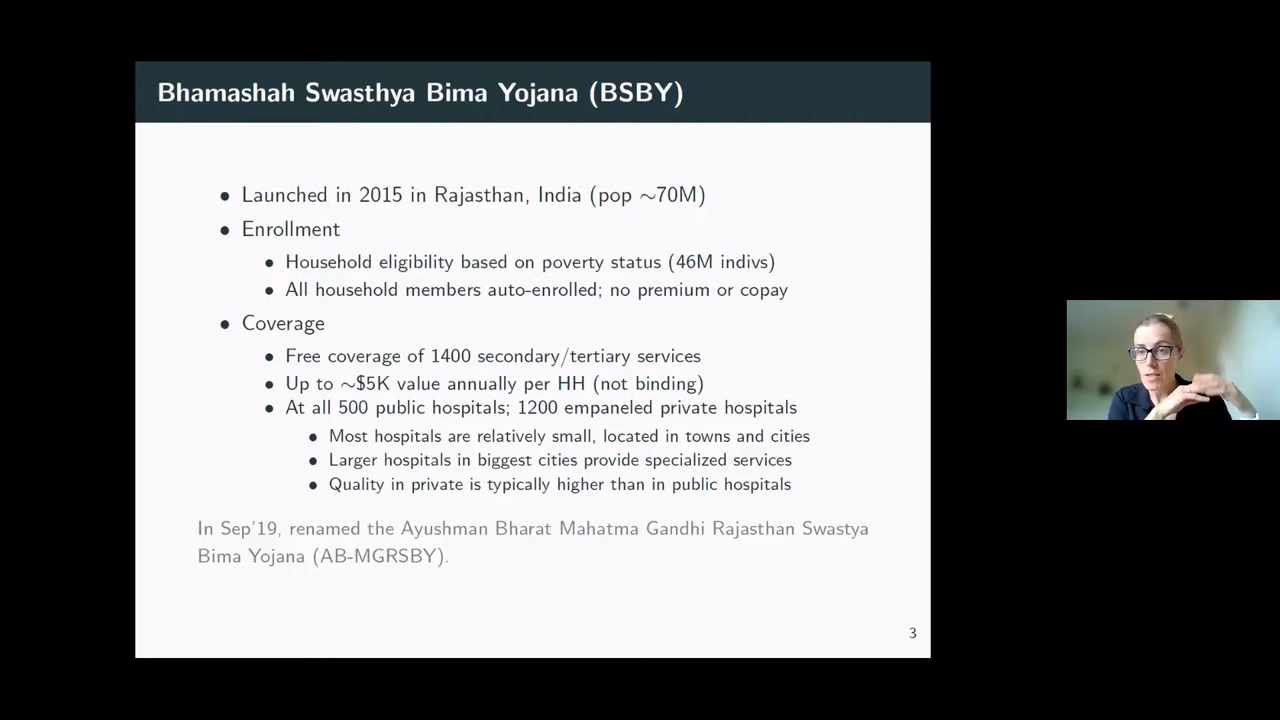 Bhamashah Swasthya Bima Yojana (BSBY)
• Launched in 2015 in Rajasthan, India (pop ~70M)
• Enrollment
• Household eligibility based on poverty status (46M indivs)
• All household members auto-enrolled; no premium or copay
• Coverage
• Free coverage of 1400 secondary/tertiary services
• Up to ~$5K value annually per HH (not binding)
• At all 500 public hospitals; 1200 empaneled private hospitals
• Most hospitals are relatively small, located in towns and cities
• Larger hospitals in biggest cities provide specialized services
• Quality in private is typically higher than in public hospitals
In Sep'19, renamed the Ayushman Bharat Mahatma Gandhi Rajasthan Swastya
Bima Yojana (AB-MGRSBY).
3